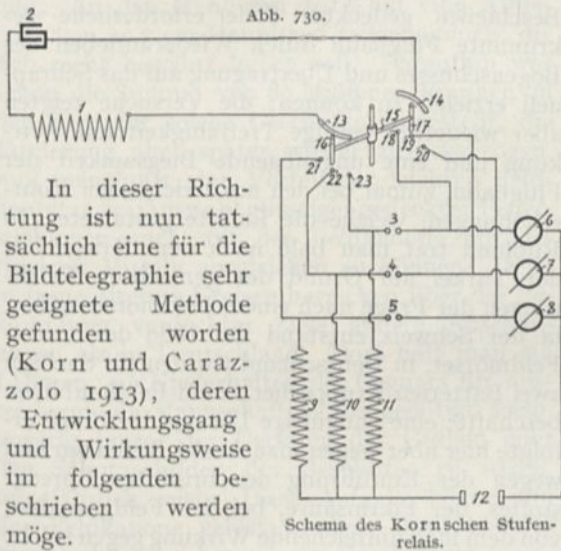 Abb. 730.
2
1
13
14
15
16
17
18
19
20
21
22
23
3
4
5
6
7
8
9
10
11
12
In dieser Rich-
tung ist nun tat-
sächlich eine für die
Bildtelegraphie sehr
geeignete Methode
gefunden worden
(Korn und Caraz-
zolo 1913), deren
Entwicklungsgang
und Wirkungsweise
im folgenden be-
schrieben werden
möge.
Schema des Kornschen Stufen-
relais.